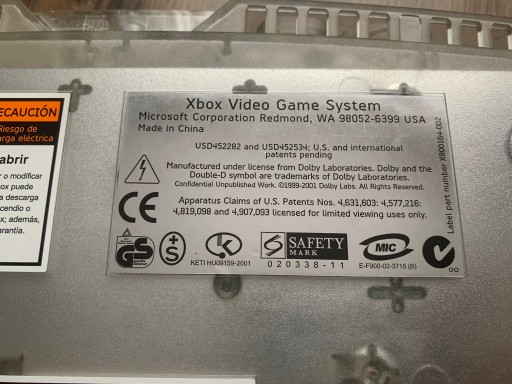 ECAUCIÓN
Riesgo de
arga eléctrica
abrir
r o modificar
ox puede
a descarga
cendio o
x; además,
arantía.
Xbox Video Game System
Microsoft Corporation Redmond, WA 98052-6399 USA
Made in China
USD452282 and USD452534; U.S. and international
patents pending
Manufactured under license from Dolby Laboratories. Dolby and the
Double-D symbol are trademarks of Dolby Laboratories.
Confidential Unpublished Work. ©1999-2001 Dolby Labs. All Rights Reserved.
Apparatus Claims of U.S. Patent Nos. 4,631,603; 4,577,216;
4,819,098 and 4,907,093 licensed for limited viewing uses only.
CE
GS
S
K
KETI HU09159-2001
S SAFETY
MARK
020338-11
MIC
E-F900-02-3715 (B)
00
Label part number X800164-002